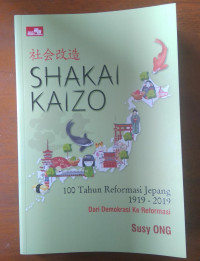 社会改造
SHAKAI
KAIZO
100 Tahun Reformasi Jepang
1919 - 2019
Dari Demokrasi Ke Reformasi
Susy ONG